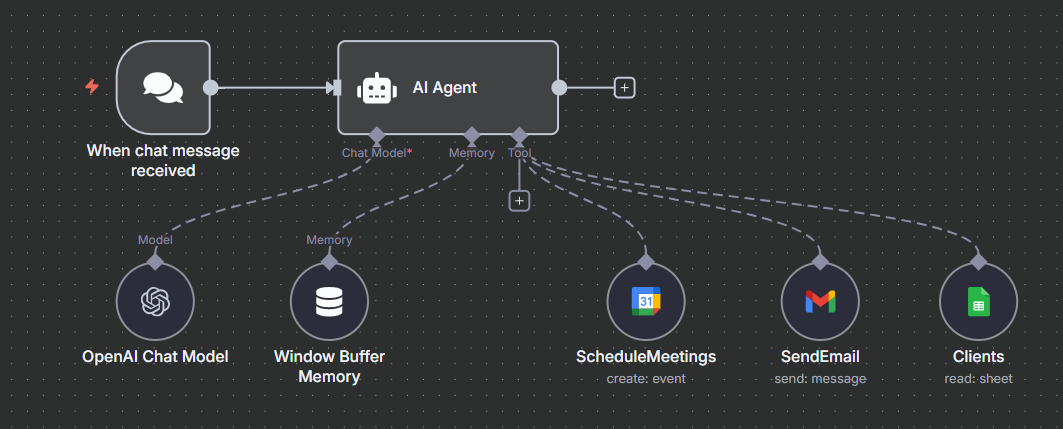 AI Agent
When chat message
received
Chat Model*
Memory
Tool
Model
Memory
31
OpenAI Chat Model
Window Buffer
Memory
ScheduleMeetings
create: event
SendEmail
send: message
Clients
read: sheet